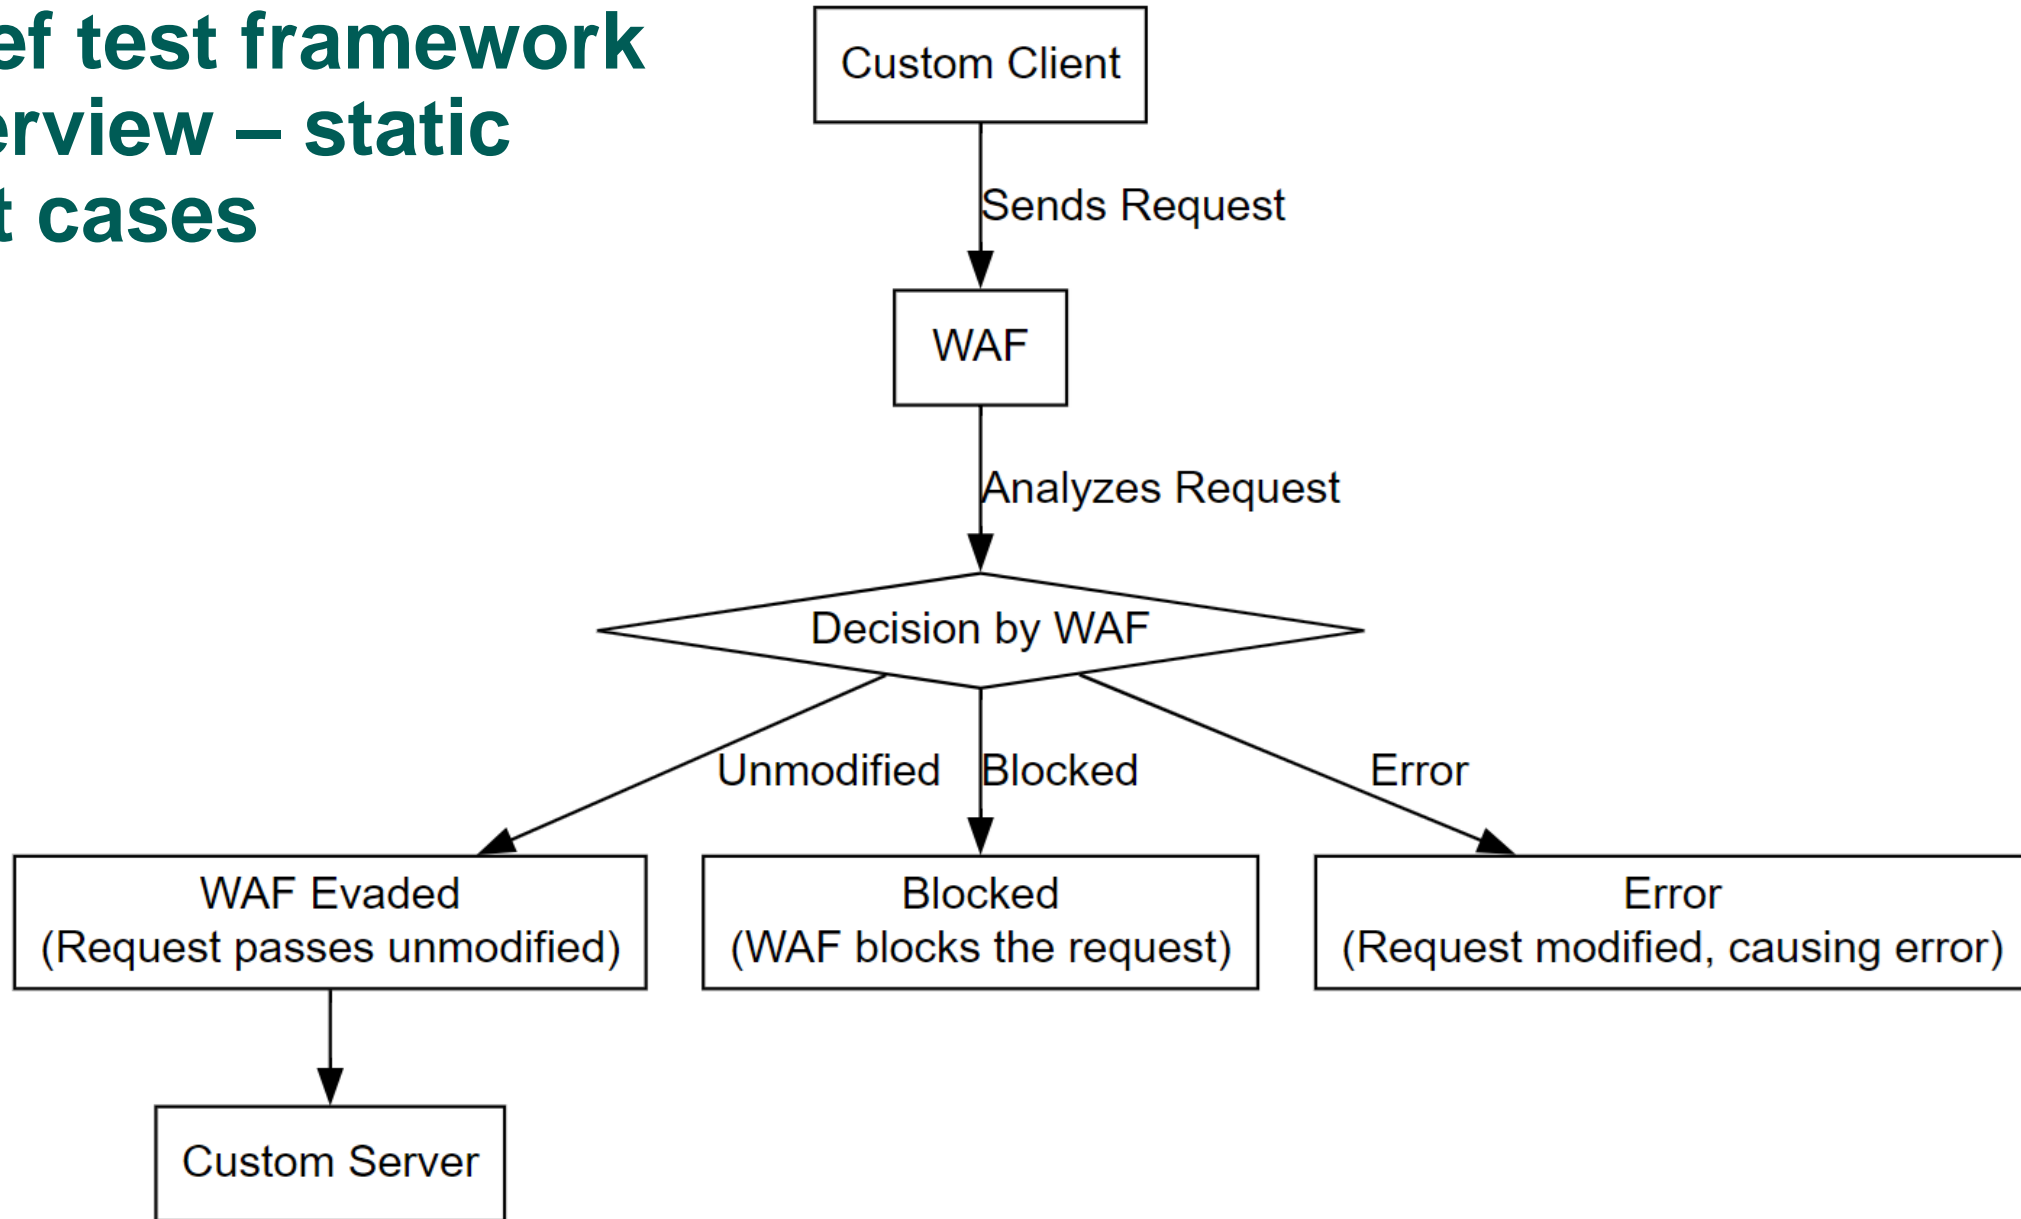 ef test framework
erview – static
t cases
Custom Client
Sends Request
WAF
Analyzes Request
Decision by WAF
Unmodified
Blocked
Error
WAF Evaded
(Request passes unmodified)
Blocked
(WAF blocks the request)
Error
(Request modified, causing error)
Custom Server